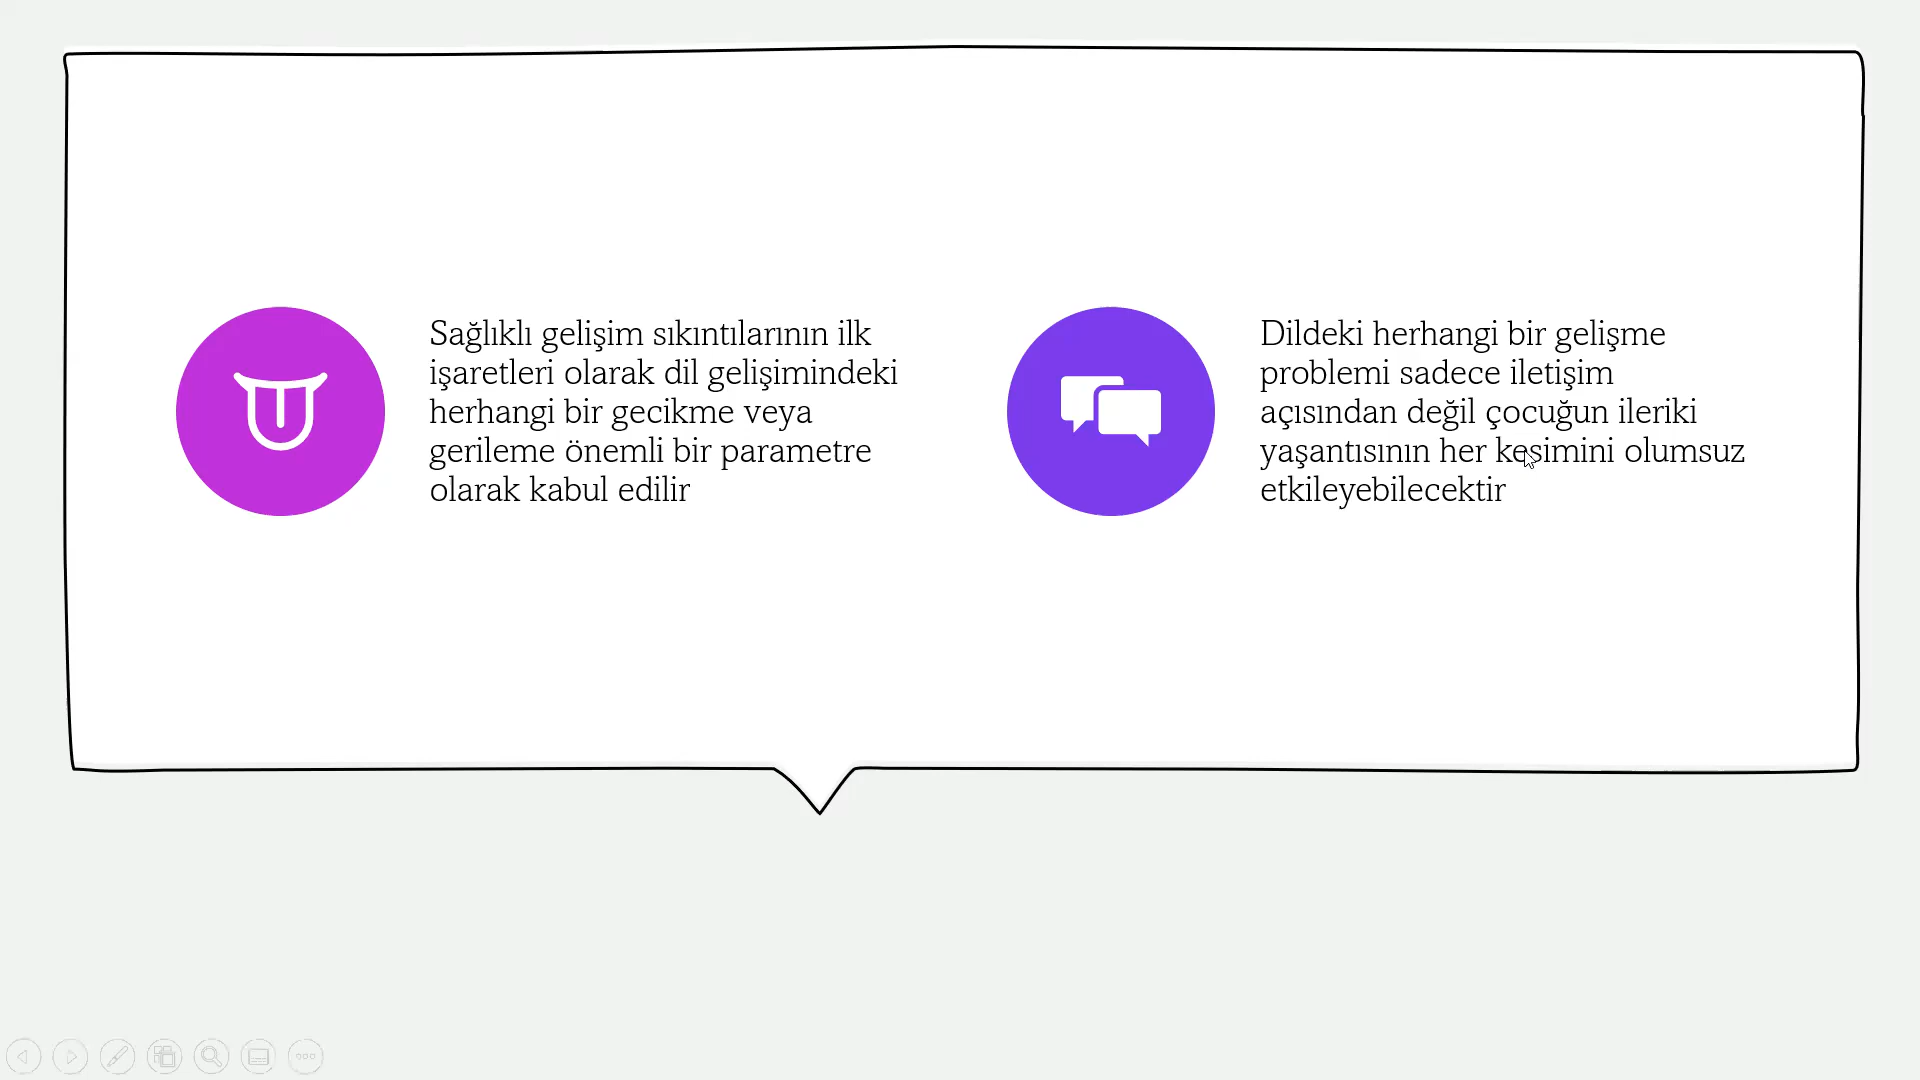 Sağlıklı gelişim sıkıntılarının ilk
işaretleri olarak dil gelişimindeki
herhangi bir gecikme veya
gerileme önemli bir parametre
olarak kabul edilir
Dildeki herhangi bir gelişme
problemi sadece iletişim
açısından değil çocuğun ileriki
yaşantısının her kesimini olumsuz
etkileyebilecektir